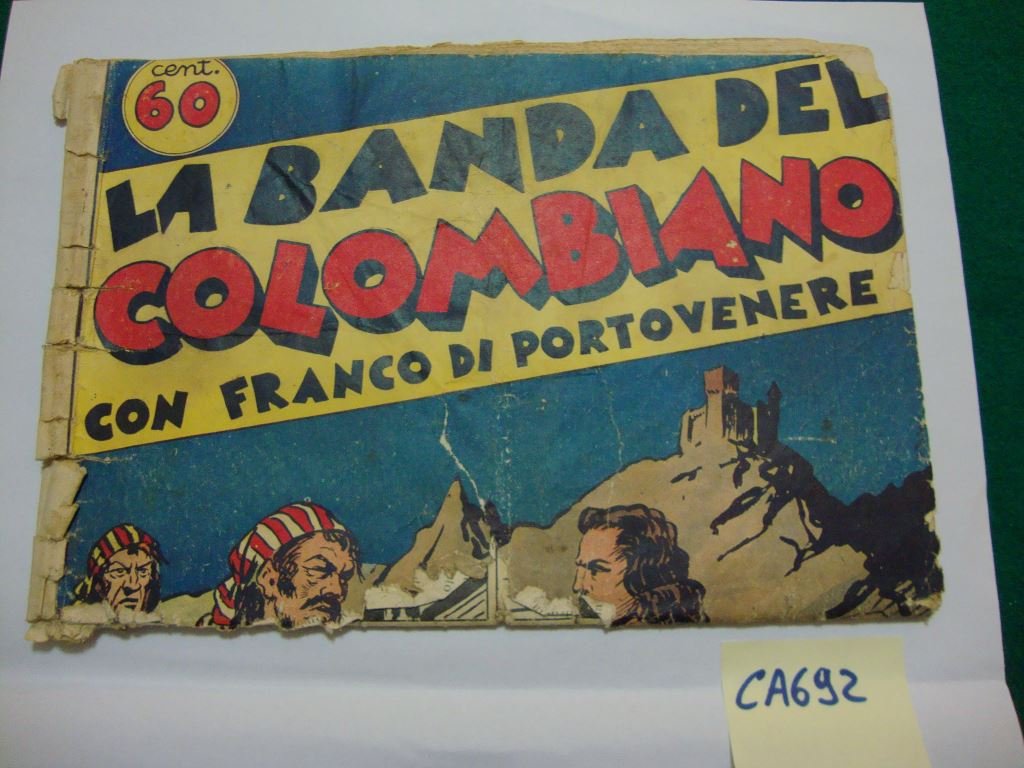 cent.
60
LA BANDA DEL
COLOMBIANO
CON FRANCO DI PORTOVENERE
CA692